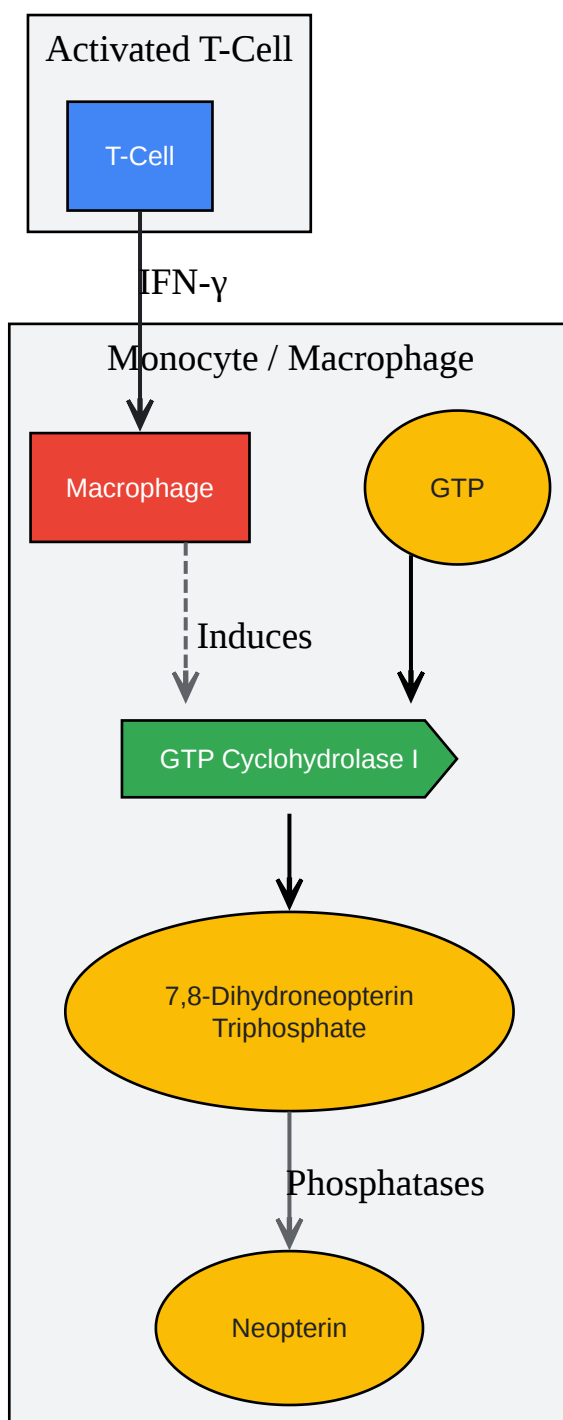 Activated T-Cell
T-Cell
IFN-γ
Monocyte / Macrophage
Macrophage
GTP
Induces
GTP Cyclohydrolase I
7,8-Dihydroneopterin
Triphosphate
Phosphatases
Neopterin